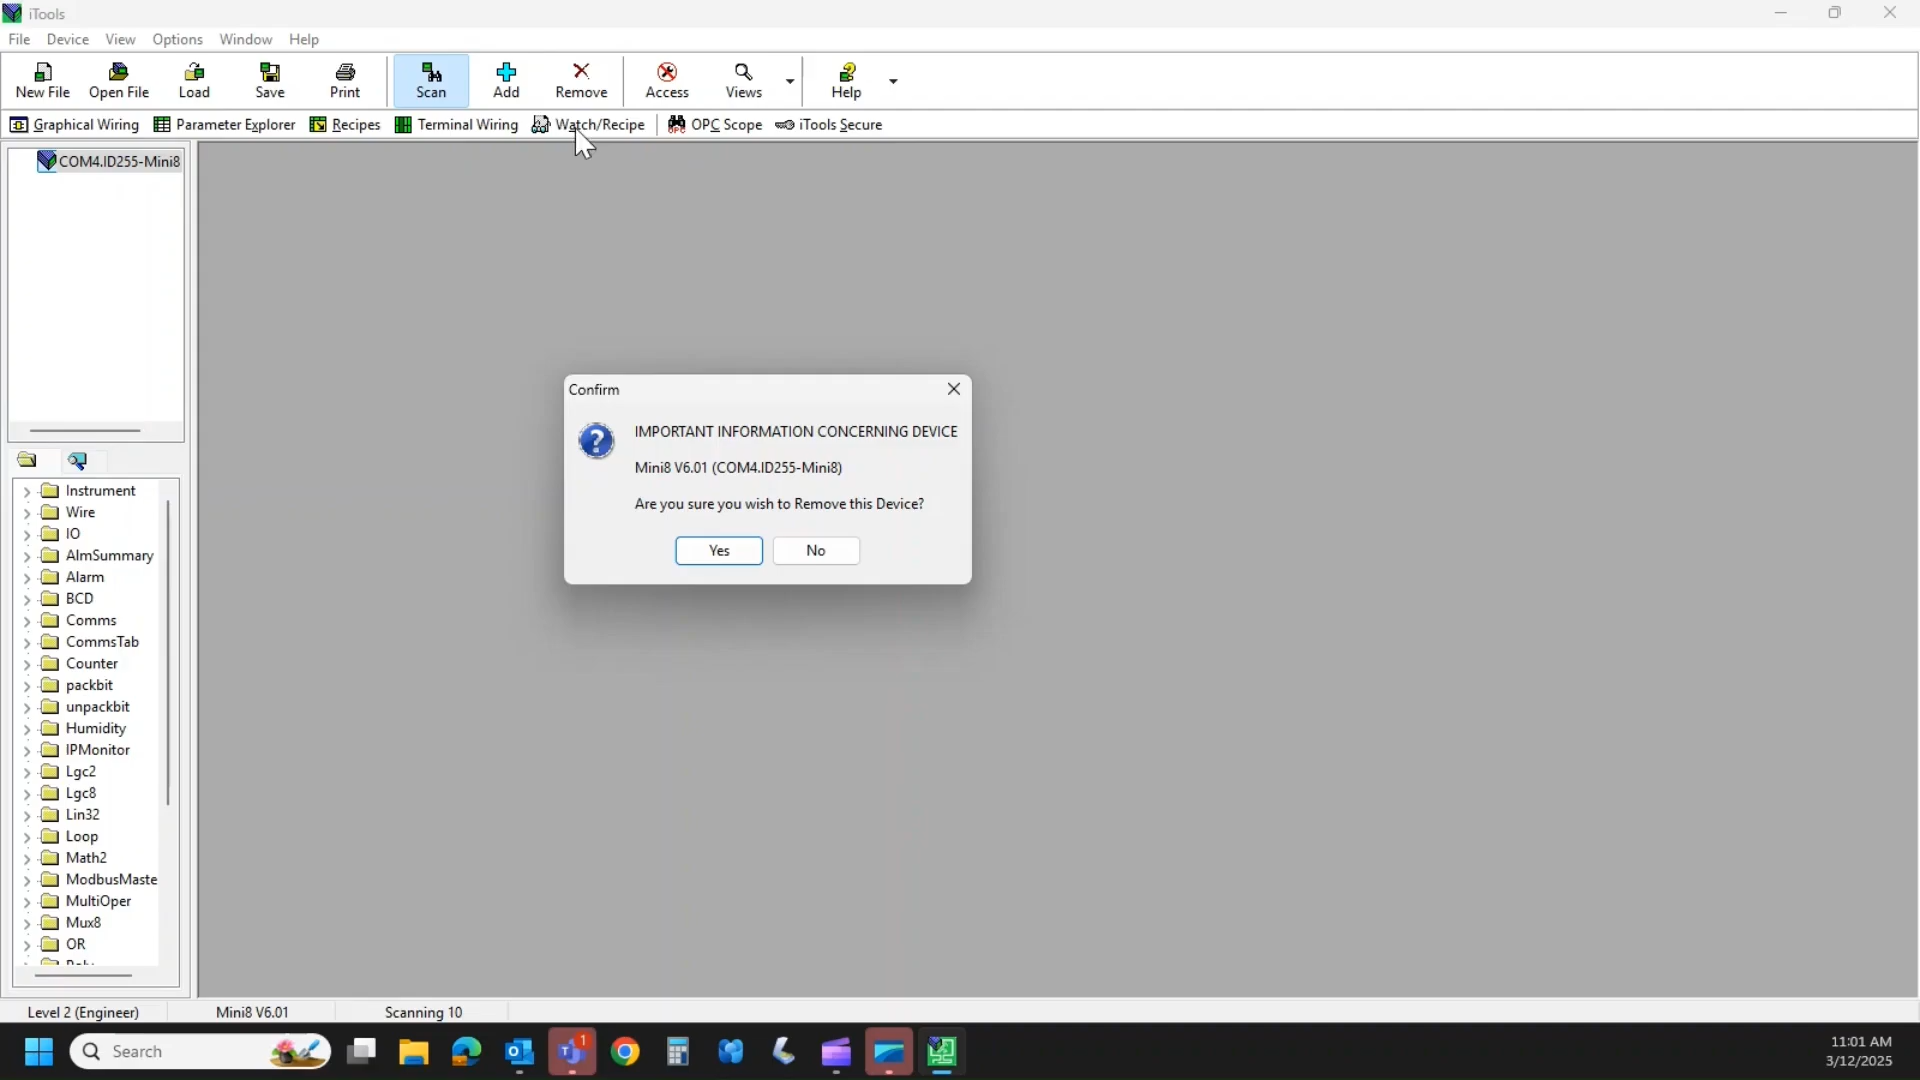 iTools
File Device View Options Window Help
New File Open File Load Save Print Scan Add Remove Access Views Help
Graphical Wiring Parameter Explorer Recipes Terminal Wiring Watch/Recipe OPC Scope iTools Secure
COM4.ID255-Mini8
Confirm
IMPORTANT INFORMATION CONCERNING DEVICE
Mini8 V6.01 (COM4.ID255-Mini8)
Are you sure you wish to Remove this Device?
Yes No
Instrument
Wire
IO
AlmSummary
Alarm
BCD
Comms
CommsTab
Counter
packbit
unpackbit
Humidity
IPMonitor
Lgc2
Lgc8
Lin32
Loop
Math2
ModbusMaste
MultiOper
Mux8
OR
Level 2 (Engineer) Mini8 V6.01 Scanning 10
Search
1
11:01 AM
3/12/2025